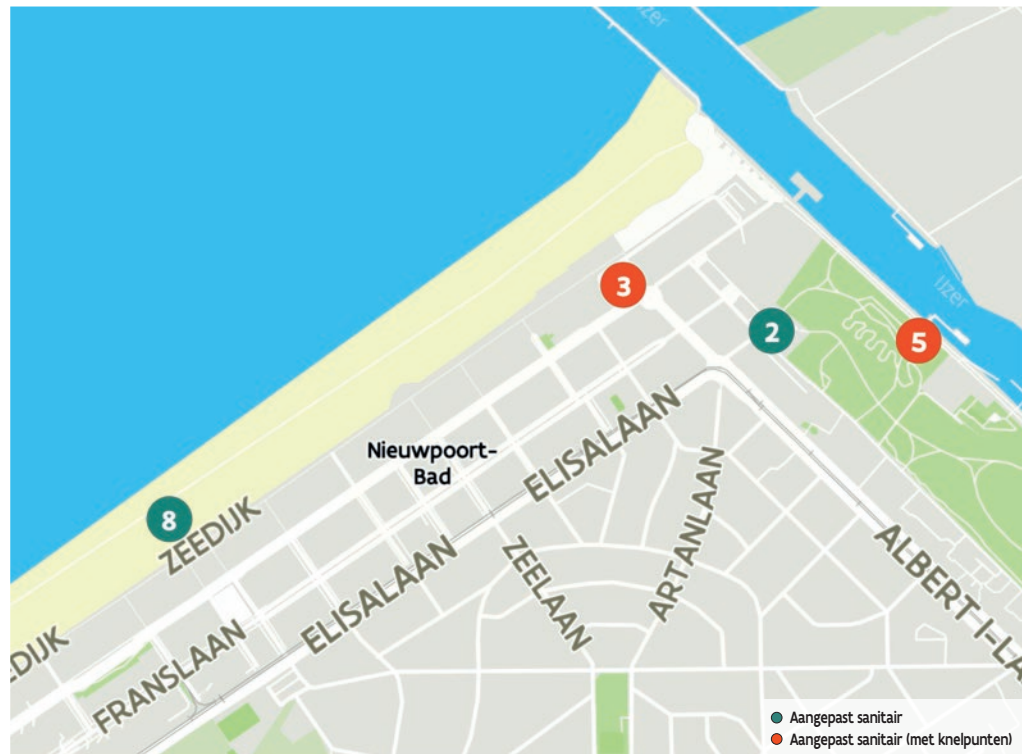 IJzer
3
2
5
IJzer
Nieuwpoort-
Bad
ELISALAAN
8
ZEEDIJK
ELISALAAN
ZEELAAN
ARTANLAAN
ALBERT I-LA
EDIJK
FRANSLAAN
Aangepast sanitair
Aangepast sanitair (met knelpunten)